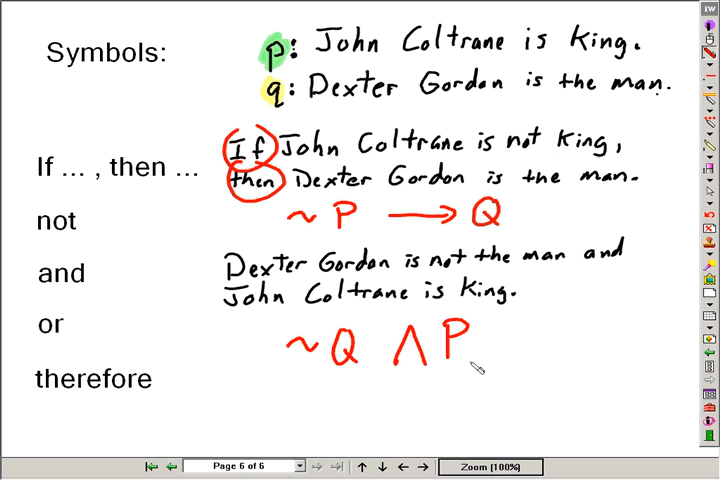 Symbols:
p: John Coltrane is King.
q: Dexter Gordon is the man.
If John Coltrane is not King,
If ... , then ...
then Dexter Gordon is the man.
~ P → Q
not
Dexter Gordon is not the man and
and
John Coltrane is King.
or
~ Q ∧ P
therefore
Page 6 of 6
Zoom (100%)
IW